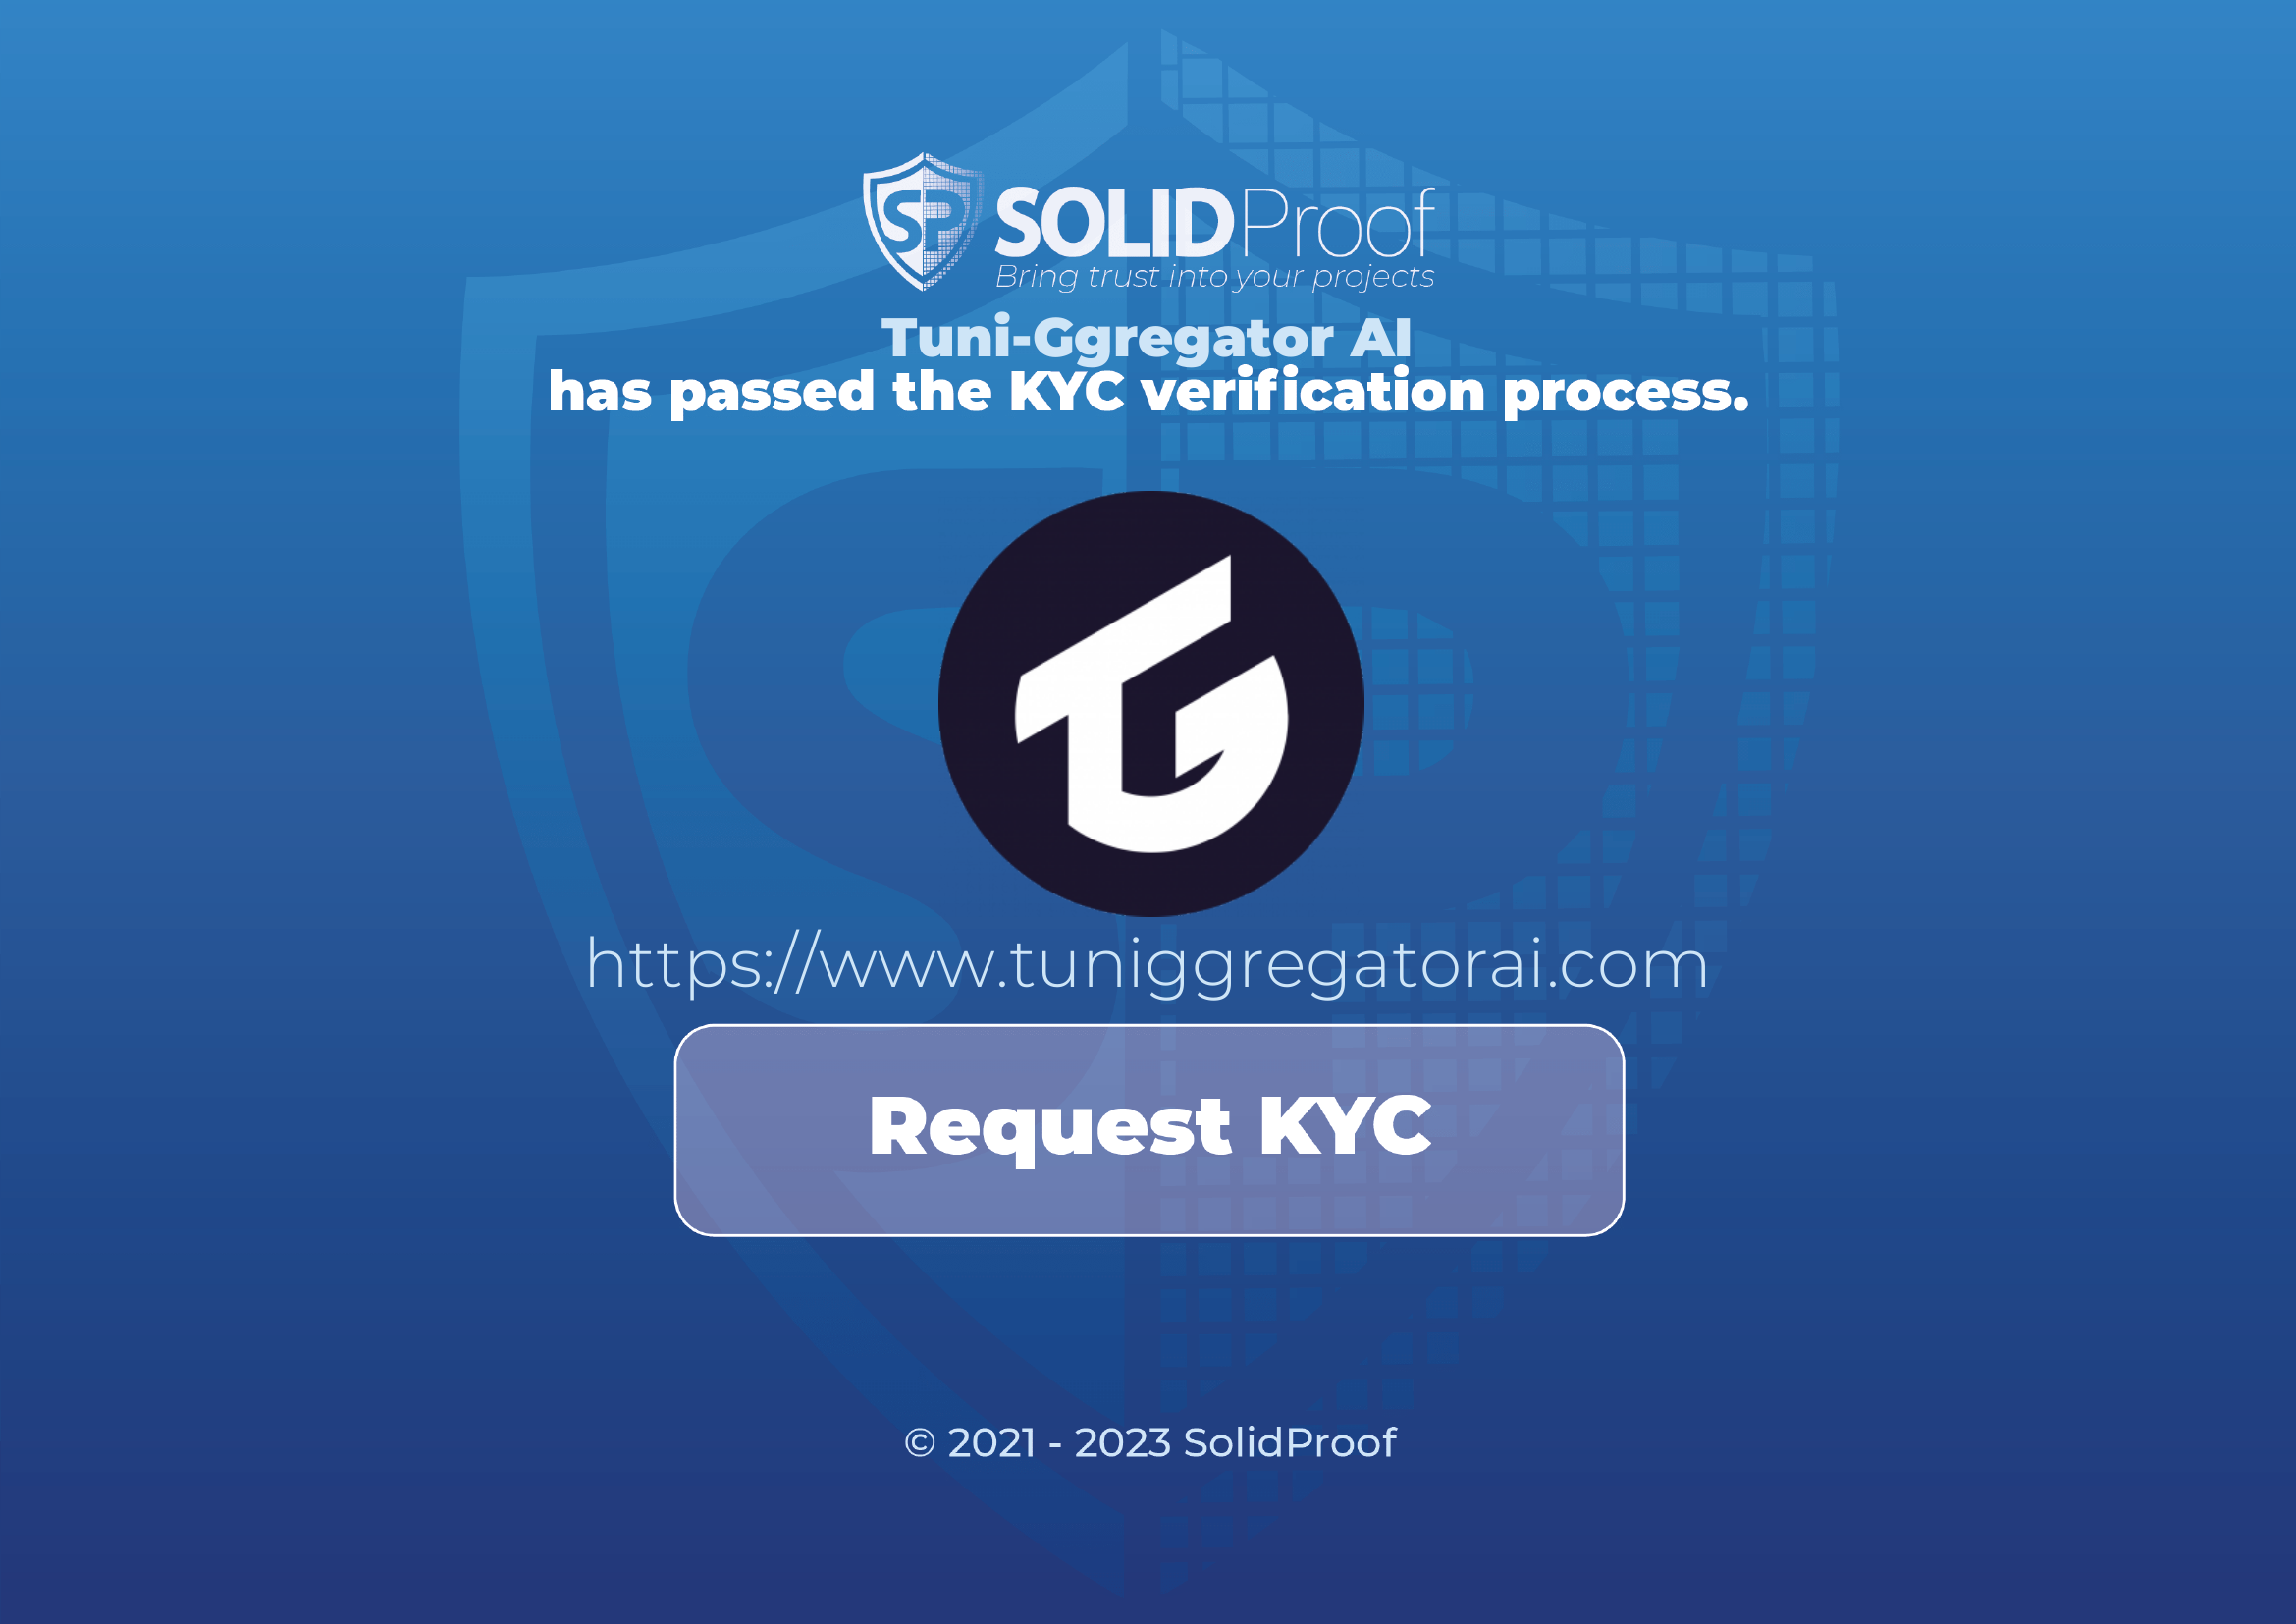 SP SOLIDProof
Bring trust into your projects
Tuni-Ggregator AI
has passed the KYC verification process.
TG
https://www.tuniggregatorai.com
Request KYC
© 2021 - 2023 SolidProof